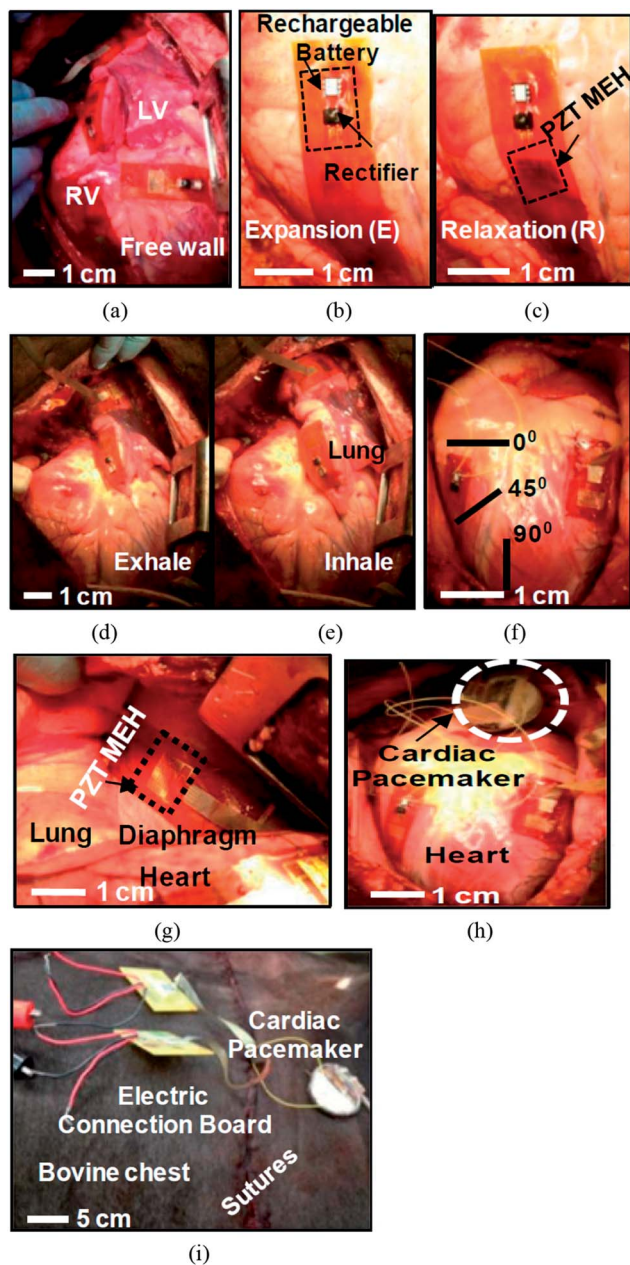 LV
RV
Free wall
1 cm
(a)
Rechargeable
Battery
Rectifier
Expansion (E)
1 cm
(b)
PZT MEH
Relaxation (R)
1 cm
(c)
Exhale
1 cm
(d)
Lung
Inhale
(e)
0⁰
45⁰
90⁰
1 cm
(f)
PZT MEH
Lung
Diaphragm
Heart
1 cm
(g)
Cardiac
Pacemaker
Heart
1 cm
(h)
Cardiac
Pacemaker
Electric
Connection Board
Bovine chest
Sutures
5 cm
(i)